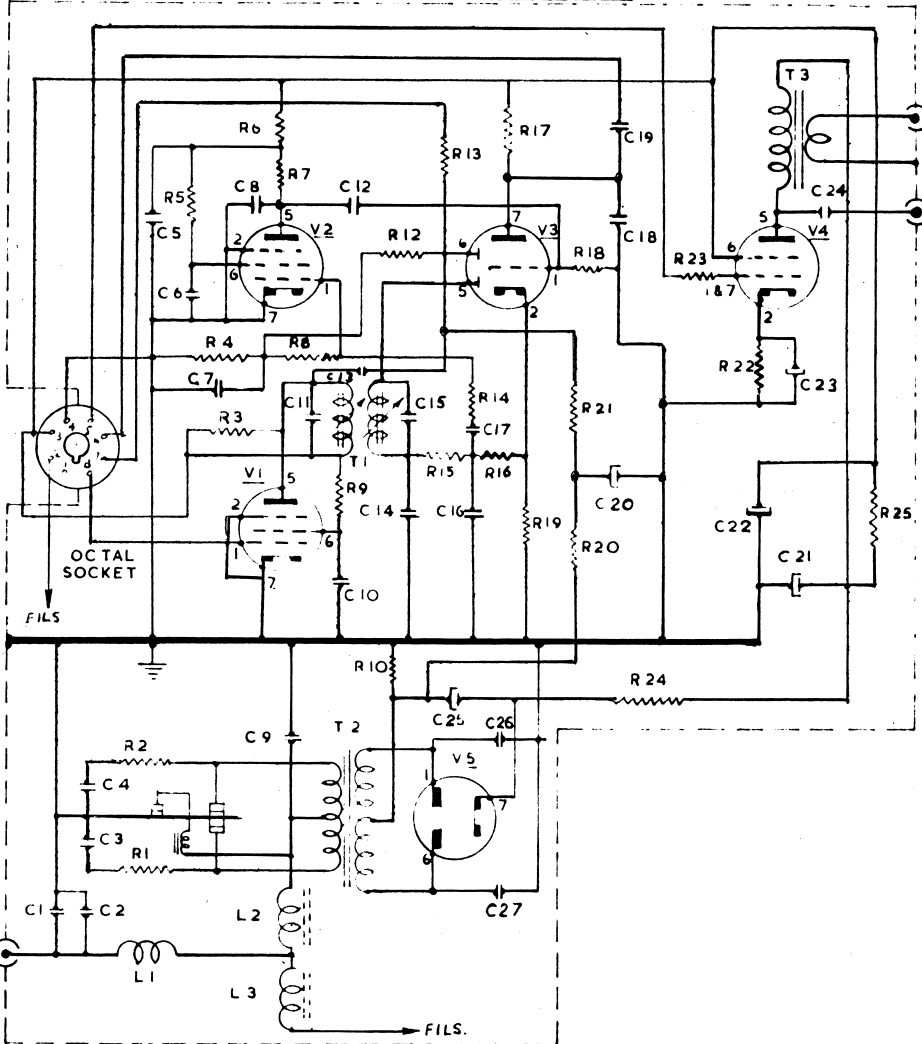 T3
R6
R17
C19
R13
R7
C8
C12
C24
R5
5
7
5
V2
V3
V4
C5
2
R12
6
C18
6
R18
R23
6
1
5
1
1&7
C6
7
2
2
R4
R8
R22
C23
C7
C13
R14
C11
C15
R21
R3
C17
4
3
T1
R15
R16
V1
5
R9
C20
R25
2
C14
C16
R19
C22
1
6
R20
OCTAL
SOCKET
C21
7
C10
FILS
R10
R24
C25
C9
T2
C26
R2
V5
1
C4
7
C3
R1
6
C1
C2
L2
C27
L1
L3
FILS.